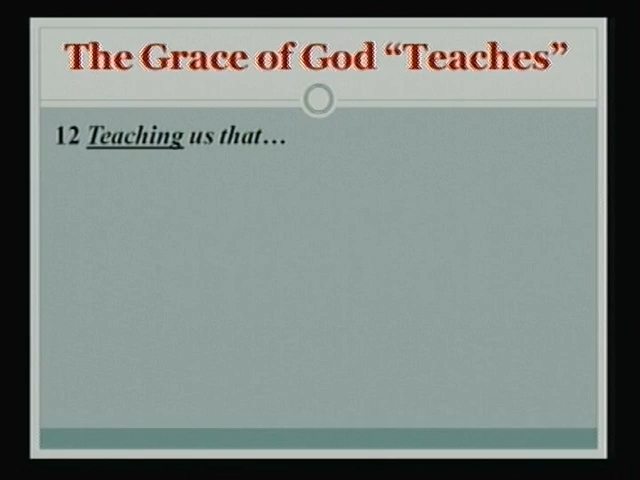 The Grace of God “Teaches”
12 Teaching us that…